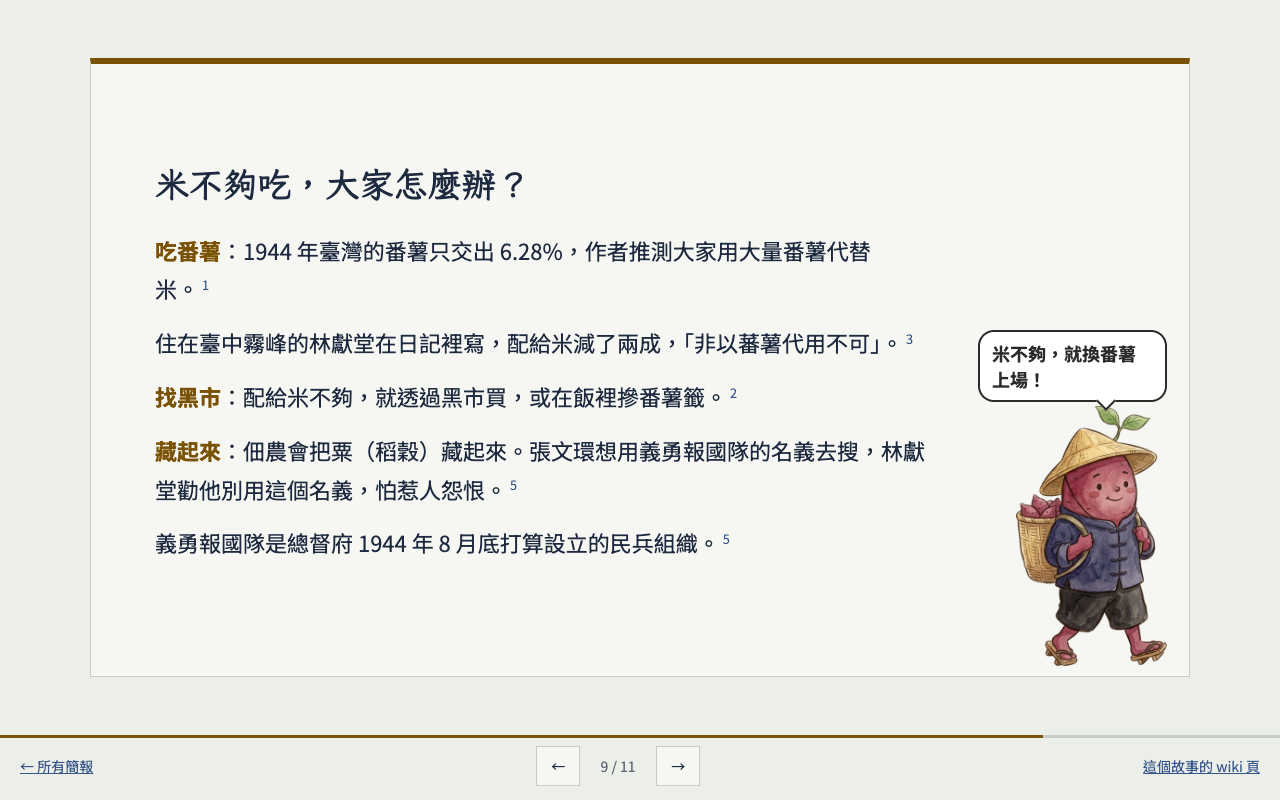 米不夠吃，大家怎麼辦？
吃番薯：1944 年臺灣的番薯只交出 6.28%，作者推測大家用大量番薯代替
米。1
住在臺中霧峰的林獻堂在日記裡寫，配給米減了兩成，「非以蕃薯代用不可」。3
找黑市：配給米不夠，就透過黑市買，或在飯裡摻番薯籤。2
藏起來：佃農會把粟（稻穀）藏起來。張文環想用義勇報國隊的名義去搜，林獻
堂勸他別用這個名義，怕惹人怨恨。5
義勇報國隊是總督府 1944 年 8 月底打算設立的民兵組織。5
米不夠，就換番薯
上場！
← 所有簡報
←
9 / 11
→
這個故事的 wiki 頁